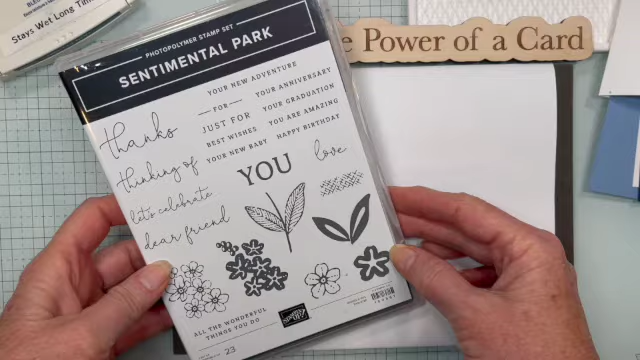 Stays Wet Long Time
e Power of a Card
PHOTOPOLYMER STAMP SET
SENTIMENTAL PARK
YOUR NEW ADVENTURE
FOR
YOUR ANNIVERSARY
JUST FOR
YOUR GRADUATION
BEST WISHES
YOU ARE AMAZING
YOUR NEW BABY
HAPPY BIRTHDAY
thanks
thinking of
let's celebrate
dear friend
YOU
love
ALL THE WONDERFUL
THINGS YOU DO
STAMPIN' UP!
23